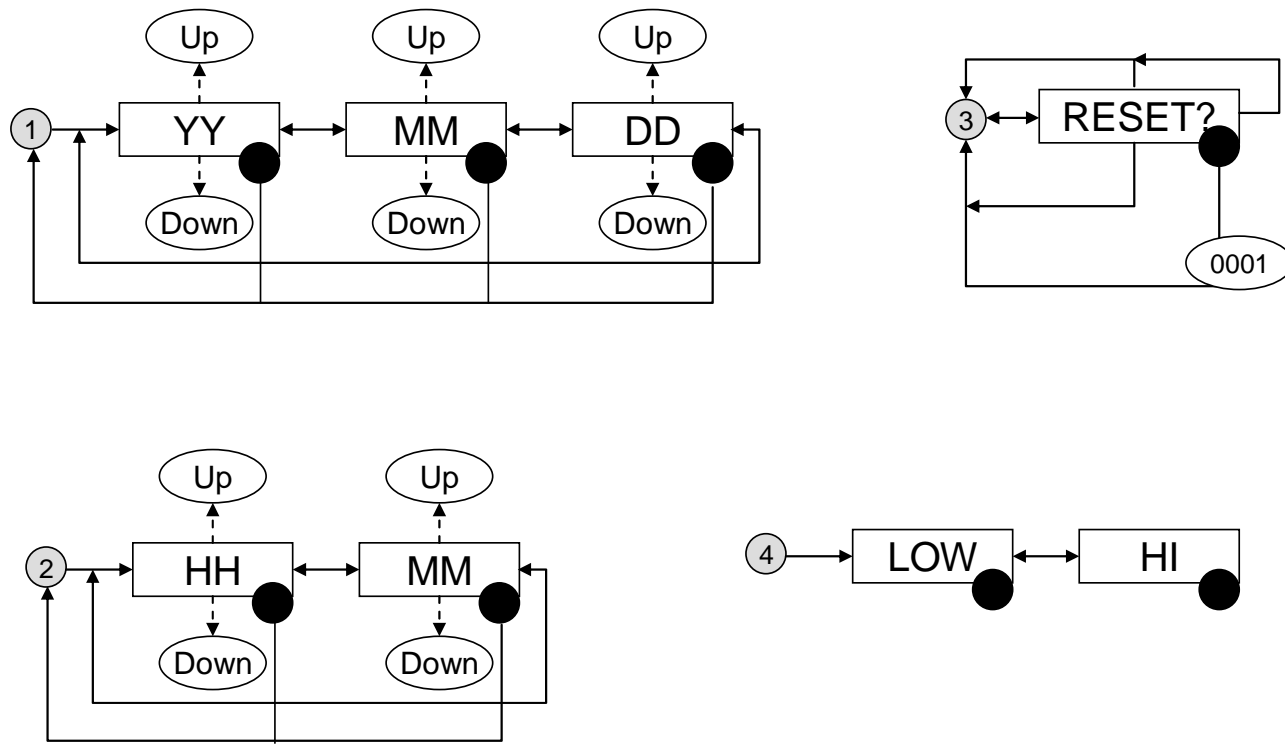 Up Up Up
1 YY MM DD
Down Down Down
3 RESET?
0001
Up Up
2 HH MM
Down Down
4 LOW HI